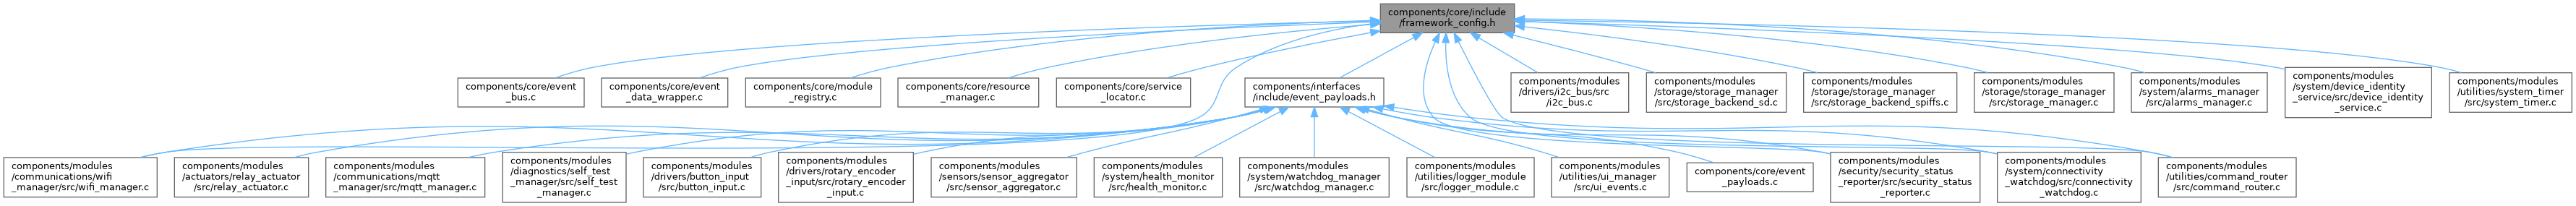 components/core/include
/framework_config.h
components/core/event
_bus.c
components/core/event
_data_wrapper.c
components/core/module
_registry.c
components/core/resource
_manager.c
components/core/service
_locator.c
components/interfaces
/include/event_payloads.h
components/modules
/drivers/i2c_bus/src
/i2c_bus.c
components/modules
/storage/storage_manager
/src/storage_backend_sd.c
components/modules
/storage/storage_manager
/src/storage_backend_spiffs.c
components/modules
/storage/storage_manager
/src/storage_manager.c
components/modules
/system/alarms_manager
/src/alarms_manager.c
components/modules
/system/device_identity
_service/src/device_identity
_service.c
components/modules
/utilities/system_timer
/src/system_timer.c
components/modules
/communications/wifi
_manager/src/wifi_manager.c
components/modules
/actuators/relay_actuator
/src/relay_actuator.c
components/modules
/communications/mqtt
_manager/src/mqtt_manager.c
components/modules
/diagnostics/self_test
_manager/src/self_test
_manager.c
components/modules
/drivers/button_input
/src/button_input.c
components/modules
/drivers/rotary_encoder
_input/src/rotary_encoder
_input.c
components/modules
/sensors/sensor_aggregator
/src/sensor_aggregator.c
components/modules
/system/health_monitor
/src/health_monitor.c
components/modules
/system/watchdog_manager
/src/watchdog_manager.c
components/modules
/utilities/logger_module
/src/logger_module.c
components/modules
/utilities/ui_manager
/src/ui_events.c
components/core/event
_payloads.c
components/modules
/security/security_status
_reporter/src/security_status
_reporter.c
components/modules
/system/connectivity
_watchdog/src/connectivity
_watchdog.c
components/modules
/utilities/command_router
/src/command_router.c